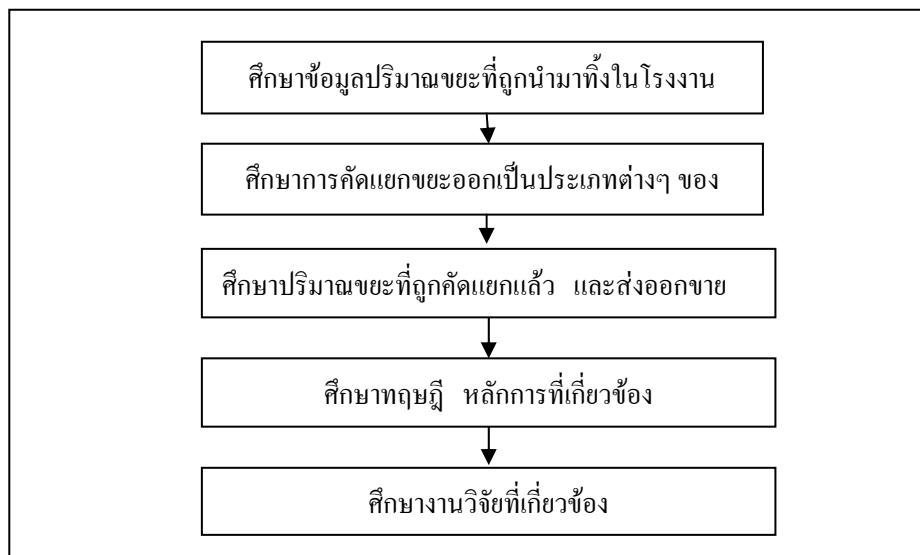 ศึกษาข้อมูลปริมาณขยะที่ถูกนำมาทิ้งในโรงงาน
ศึกษาการคัดแยกขยะออกเป็นประเภทต่างๆ ของ
ศึกษาปริมาณขยะที่ถูกคัดแยกแล้ว และส่งออกขาย
ศึกษาทฤษฎี หลักการที่เกี่ยวข้อง
ศึกษางานวิจัยที่เกี่ยวข้อง